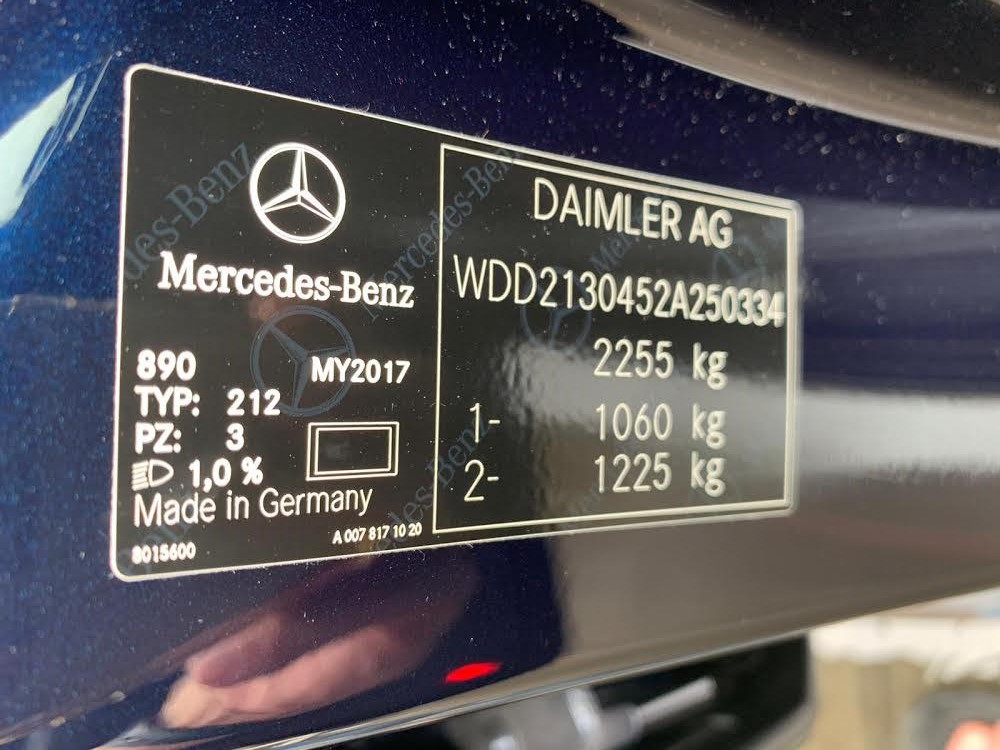 Mercedes-Benz
890 MY2017
TYP: 212
PZ: 3
1,0 %
Made in Germany
8015600 A 007 817 10 20
DAIMLER AG
WDD2130452A250334
2255 kg
1- 1060 kg
2- 1225 kg